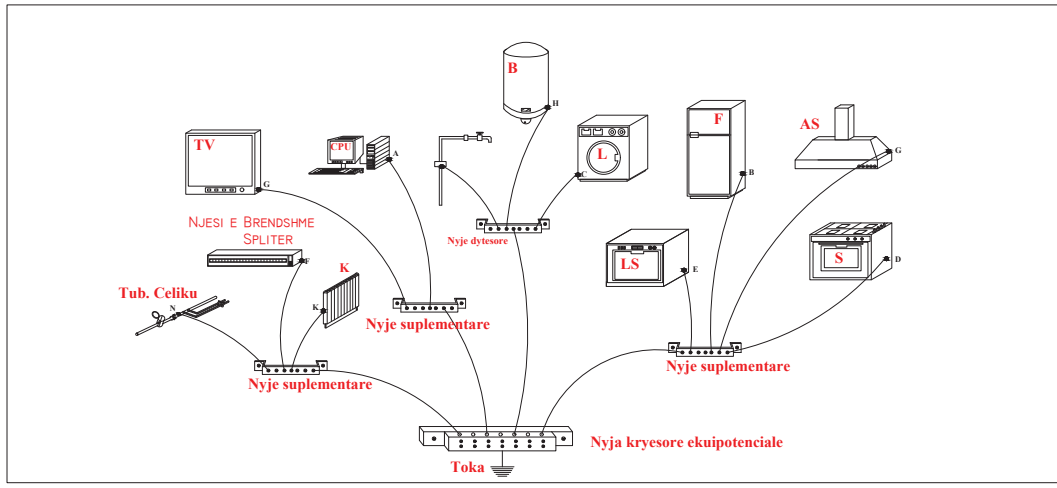 B
H
TV
G
CPU
A
L
C
F
B
AS
G
Nyje dytesore
NJESI E BRENDSHME
SPLITER
F
LS
E
S
D
Tub. Celiku
N
K
K
Nyje suplementare
Nyje suplementare
Nyje suplementare
Nyja kryesore ekuipotenciale
Toka